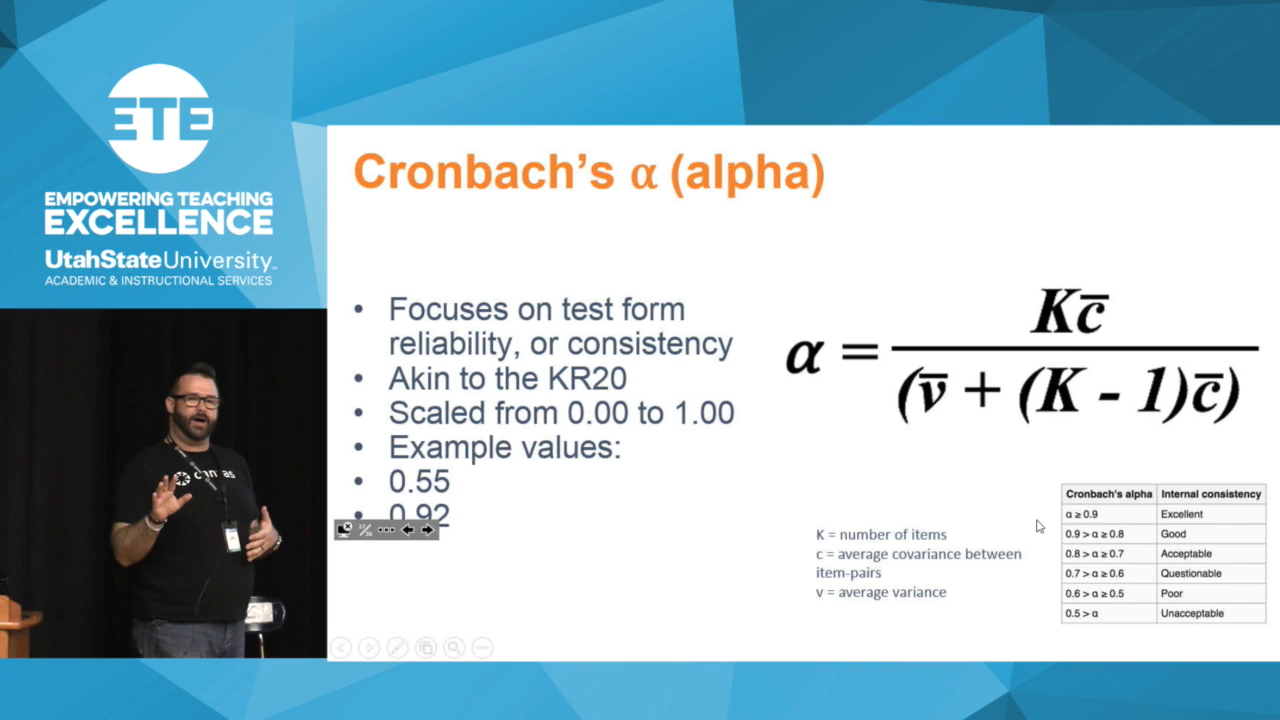 ETE
EMPOWERING TEACHING
EXCELLENCE
UtahStateUniversity
ACADEMIC & INSTRUCTIONAL SERVICES
canvas
Cronbach's α (alpha)
• Focuses on test form
reliability, or consistency
• Akin to the KR20
• Scaled from 0.00 to 1.00
• Example values:
• 0.55
• 0.92
α = Kc̅ / (v̅ + (K - 1)c̅)
K = number of items
c = average covariance between
item-pairs
v = average variance
Cronbach's alpha Internal consistency
α ≥ 0.9 Excellent
0.9 > α ≥ 0.8 Good
0.8 > α ≥ 0.7 Acceptable
0.7 > α ≥ 0.6 Questionable
0.6 > α ≥ 0.5 Poor
0.5 > α Unacceptable